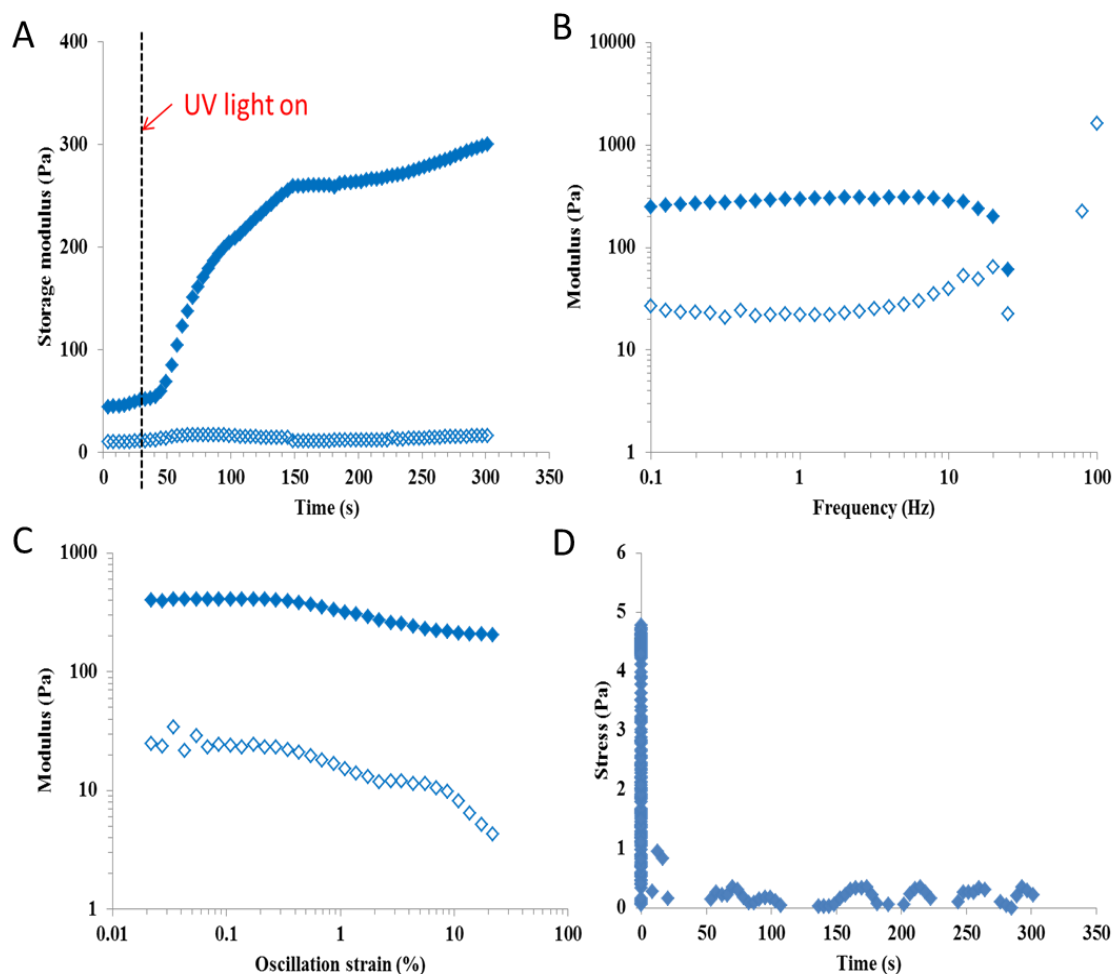 A
400
300
200
100
0
Storage modulus (Pa)
UV light on
0 50 100 150 200 250 300 350
Time (s)
B
10000
1000
100
10
1
Modulus (Pa)
0.1 1 10 100
Frequency (Hz)
C
1000
100
10
1
Modulus (Pa)
0.01 0.1 1 10 100
Oscillation strain (%)
D
6
5
4
3
2
1
0
Stress (Pa)
0 50 100 150 200 250 300 350
Time (s)